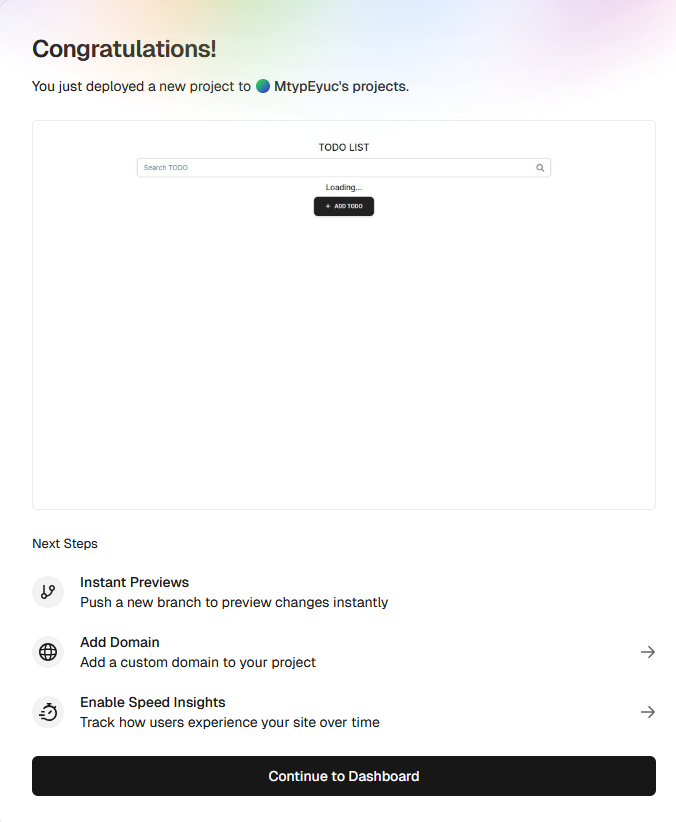 Congratulations!
You just deployed a new project to MtypEyuc's projects.
TODO LIST
Search TODO
Loading...
+ ADD TODO
Next Steps
Instant Previews
Push a new branch to preview changes instantly
Add Domain
Add a custom domain to your project
Enable Speed Insights
Track how users experience your site over time
Continue to Dashboard